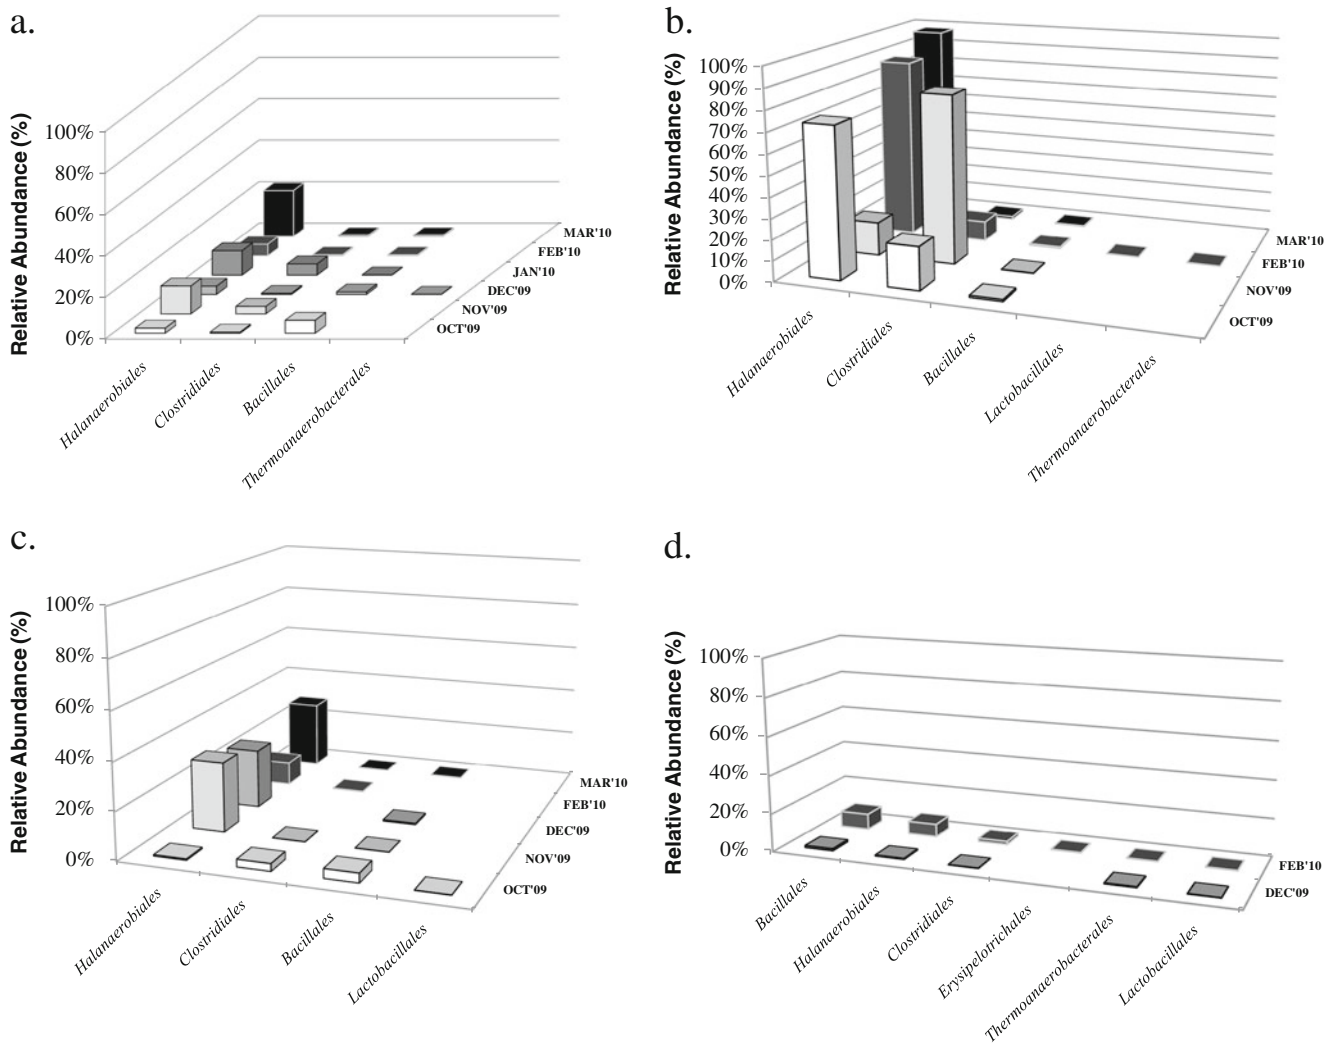 a.
Relative Abundance (%)
100%
80%
60%
40%
20%
0%
MAR'10
FEB'10
JAN'10
DEC'09
NOV'09
OCT'09
Halanaerobiales
Clostridiales
Bacillales
Thermoanaerobacterales
b.
Relative Abundance (%)
100%
90%
80%
70%
60%
50%
40%
30%
20%
10%
0%
MAR'10
FEB'10
NOV'09
OCT'09
Halanaerobiales
Clostridiales
Bacillales
Lactobacillales
Thermoanaerobacterales
c.
Relative Abundance (%)
100%
80%
60%
40%
20%
0%
MAR'10
FEB'10
DEC'09
NOV'09
OCT'09
Halanaerobiales
Clostridiales
Bacillales
Lactobacillales
d.
Relative Abundance (%)
100%
80%
60%
40%
20%
0%
FEB'10
DEC'09
Bacillales
Halanaerobiales
Clostridiales
Erysipelotrichales
Thermoanaerobacterales
Lactobacillales